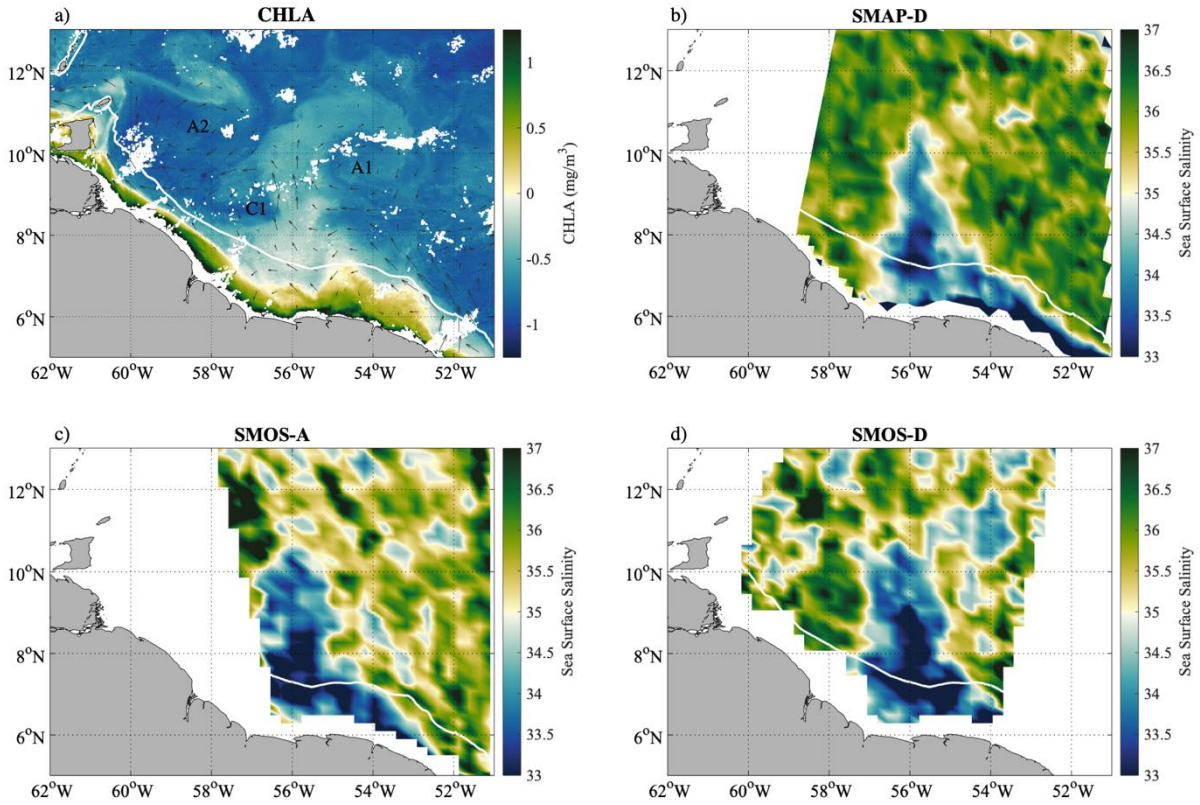 a) CHLA
12°N
10°N
8°N
6°N
62°W 60°W 58°W 56°W 54°W 52°W
A2
A1
C1
1
0.5
0
-0.5
-1
CHLA (mg/m³)
b) SMAP-D
12°N
10°N
8°N
6°N
62°W 60°W 58°W 56°W 54°W 52°W
37
36.5
36
35.5
35
34.5
34
33.5
33
Sea Surface Salinity
c) SMOS-A
12°N
10°N
8°N
6°N
62°W 60°W 58°W 56°W 54°W 52°W
37
36.5
36
35.5
35
34.5
34
33.5
33
Sea Surface Salinity
d) SMOS-D
12°N
10°N
8°N
6°N
62°W 60°W 58°W 56°W 54°W 52°W
37
36.5
36
35.5
35
34.5
34
33.5
33
Sea Surface Salinity